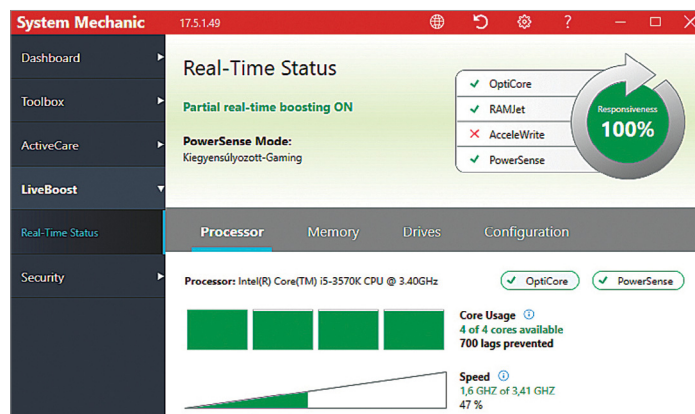 System Mechanic 17.5.1.49 ?
Dashboard
Toolbox
ActiveCare
LiveBoost
Real-Time Status
Security
Real-Time Status
Partial real-time boosting ON
PowerSense Mode:
Kiegyensúlyozott-Gaming
OptiCore
RAMJet
AcceleWrite
PowerSense
Responsiveness
100%
Processor Memory Drives Configuration
Processor: Intel(R) Core(TM) i5-3570K CPU @ 3.40GHz
OptiCore PowerSense
Core Usage
4 of 4 cores available
700 lags prevented
Speed
1,6 GHZ of 3,41 GHZ
47 %